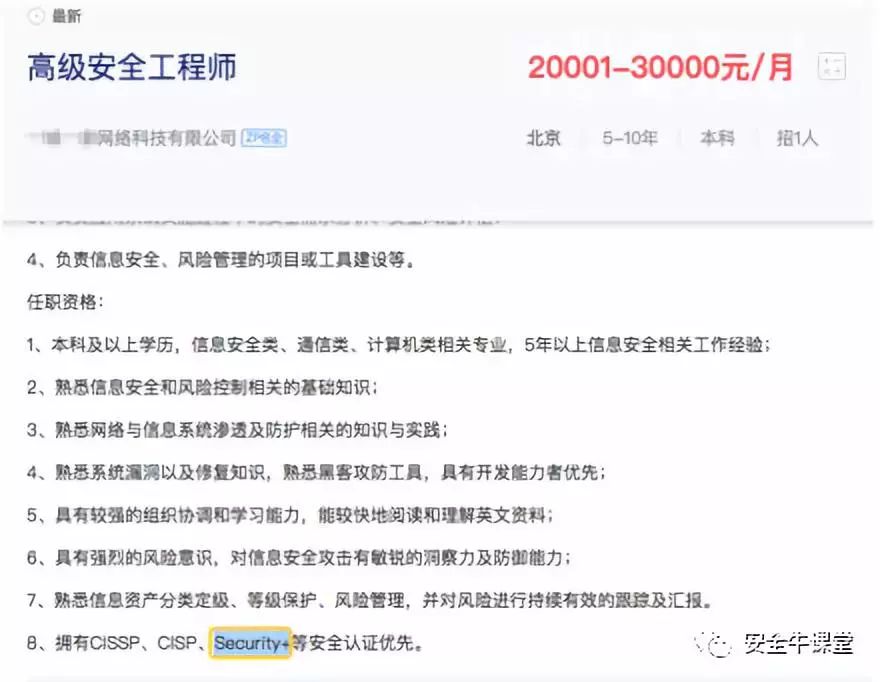 最新
高级安全工程师
20001-30000元/月
网络科技有限公司
北京 5-10年 本科 招1人
4、负责信息安全、风险管理的项目或工具建设等。
任职资格：
1、本科及以上学历，信息安全类、通信类、计算机类相关专业，5年以上信息安全相关工作经验；
2、熟悉信息安全和风险控制相关的基础知识；
3、熟悉网络与信息系统渗透及防护相关的知识与实践；
4、熟悉系统漏洞以及修复知识，熟悉黑客攻防工具，具有开发能力者优先；
5、具有较强的组织协调和学习能力，能较快地阅读和理解英文资料；
6、具有强烈的风险意识，对信息安全攻击有敏锐的洞察力及防御能力；
7、熟悉信息资产分类定级、等级保护、风险管理，并对风险进行持续有效的跟踪及汇报。
8、拥有CISSP、CISP、Security+等安全认证优先。
安全牛课堂